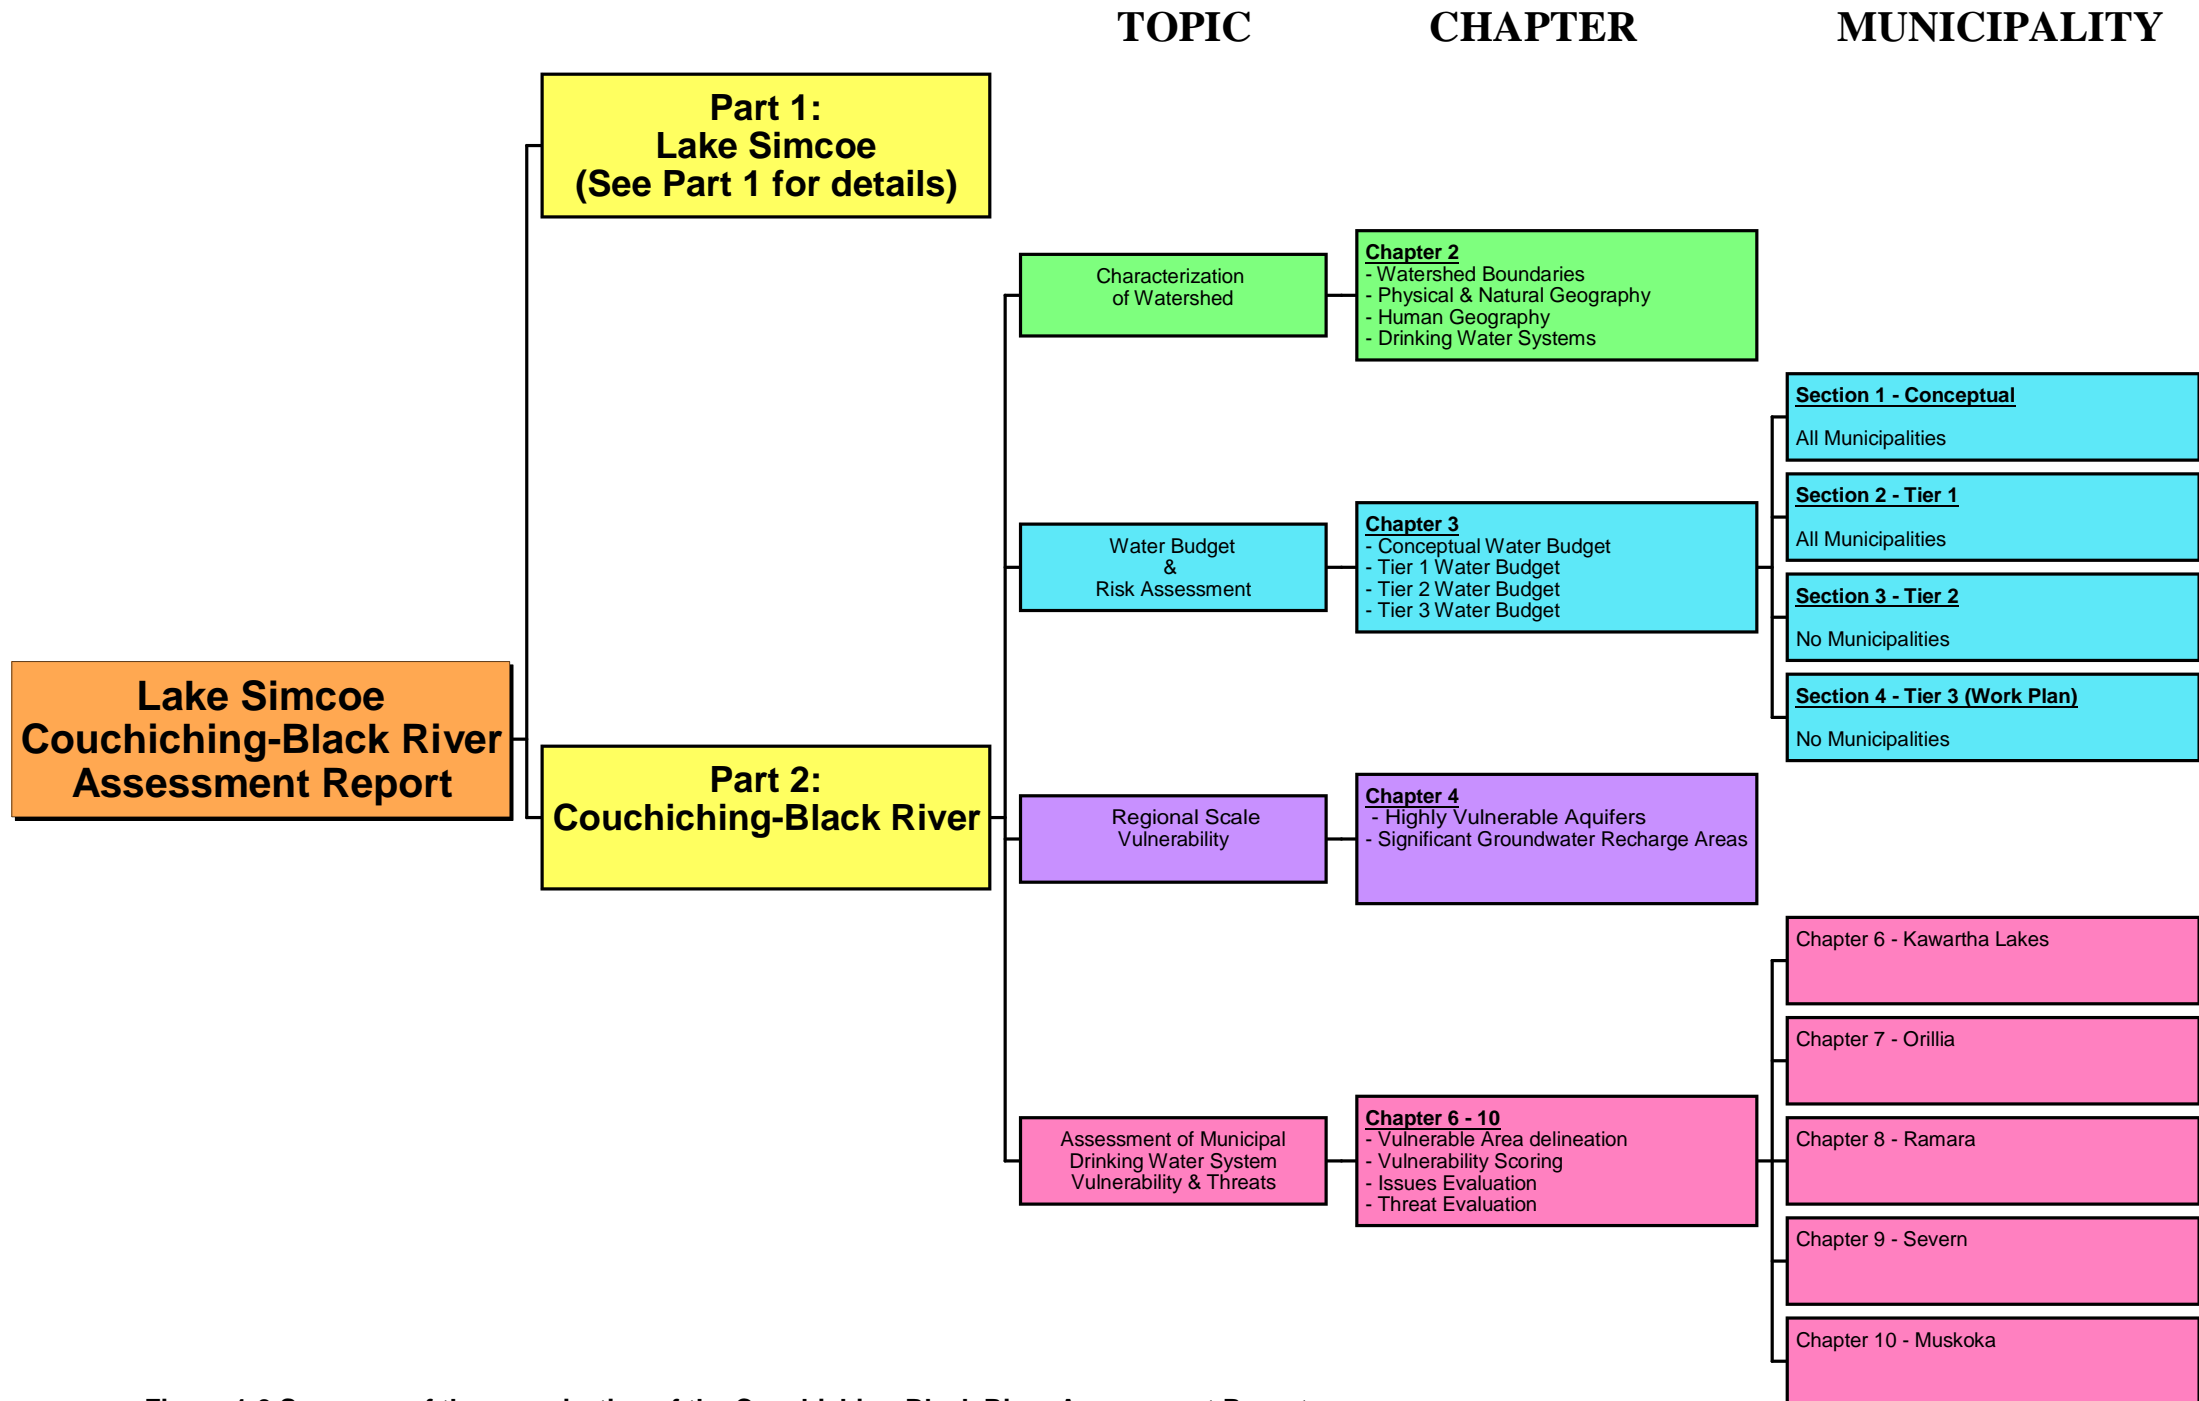 TOPIC CHAPTER MUNICIPALITY
Part 1:
Lake Simcoe
(See Part 1 for details)
Characterization
of Watershed
Chapter 2
- Watershed Boundaries
- Physical & Natural Geography
- Human Geography
- Drinking Water Systems
Section 1 - Conceptual
All Municipalities
Section 2 - Tier 1
All Municipalities
Water Budget
&
Risk Assessment
Chapter 3
- Conceptual Water Budget
- Tier 1 Water Budget
- Tier 2 Water Budget
- Tier 3 Water Budget
Section 3 - Tier 2
No Municipalities
Section 4 - Tier 3 (Work Plan)
No Municipalities
Lake Simcoe
Couchiching-Black River
Assessment Report
Part 2:
Couchiching-Black River
Regional Scale
Vulnerability
Chapter 4
- Highly Vulnerable Aquifers
- Significant Groundwater Recharge Areas
Assessment of Municipal
Drinking Water System
Vulnerability & Threats
Chapter 6 - 10
- Vulnerable Area delineation
- Vulnerability Scoring
- Issues Evaluation
- Threat Evaluation
Chapter 6 - Kawartha Lakes
Chapter 7 - Orillia
Chapter 8 - Ramara
Chapter 9 - Severn
Chapter 10 - Muskoka